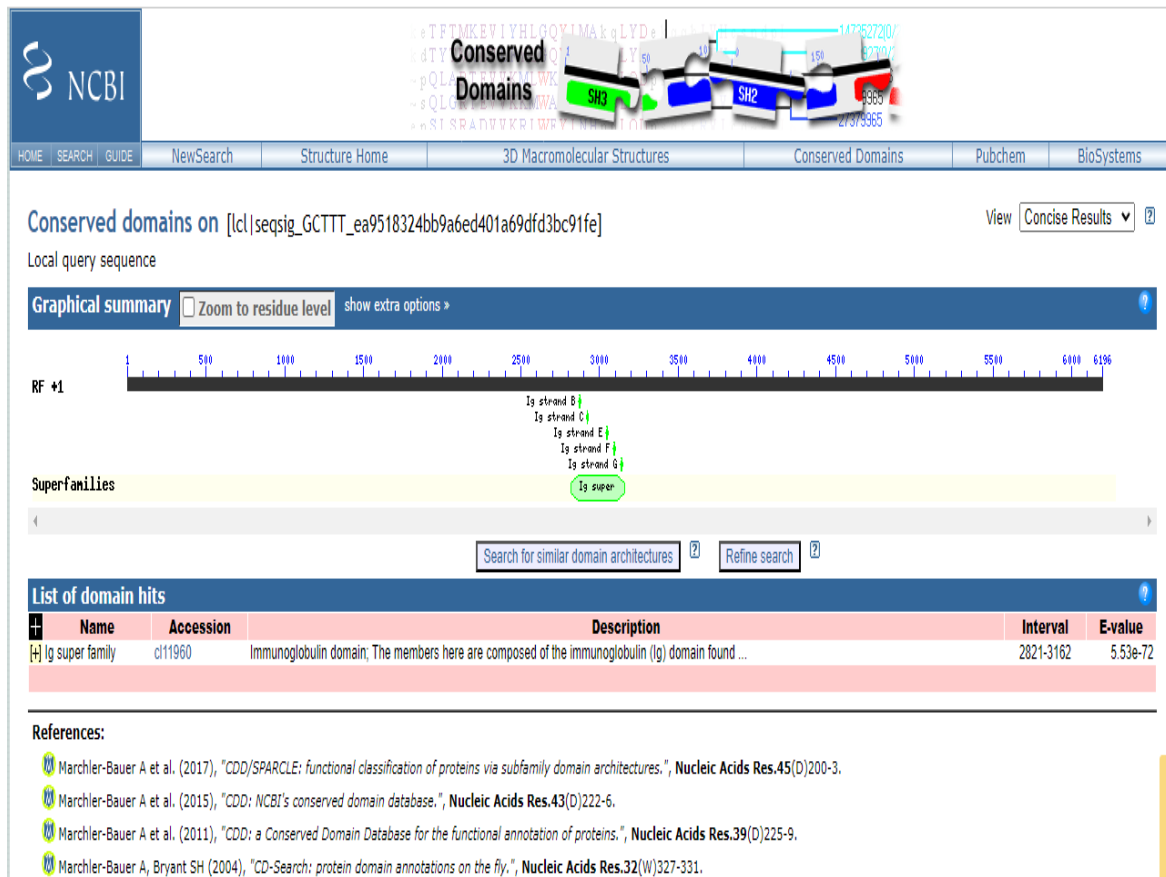 NCBI
Conserved
Domains
SH3
SH2
HOME SEARCH GUIDE NewSearch Structure Home 3D Macromolecular Structures Conserved Domains Pubchem BioSystems
Conserved domains on [lcl|seqsig_GCTTT_ea9518324bb9a6ed401a69dfd3bc91fe]
View Concise Results ?
Local query sequence
Graphical summary Zoom to residue level show extra options » ?
1 500 1000 1500 2000 2500 3000 3500 4000 4500 5000 5500 6000 6196
RF +1
Ig strand B
Ig strand C
Ig strand E
Ig strand F
Ig strand G
Superfamilies Ig super
Search for similar domain architectures ? Refine search ?
List of domain hits ?
+ Name Accession Description Interval E-value
[+] Ig super family cl11960 Immunoglobulin domain; The members here are composed of the immunoglobulin (Ig) domain found ... 2821-3162 5.53e-72
References:
Marchler-Bauer A et al. (2017), "CDD/SPARCLE: functional classification of proteins via subfamily domain architectures.", Nucleic Acids Res.45(D)200-3.
Marchler-Bauer A et al. (2015), "CDD: NCBI's conserved domain database.", Nucleic Acids Res.43(D)222-6.
Marchler-Bauer A et al. (2011), "CDD: a Conserved Domain Database for the functional annotation of proteins.", Nucleic Acids Res.39(D)225-9.
Marchler-Bauer A, Bryant SH (2004), "CD-Search: protein domain annotations on the fly.", Nucleic Acids Res.32(W)327-331.